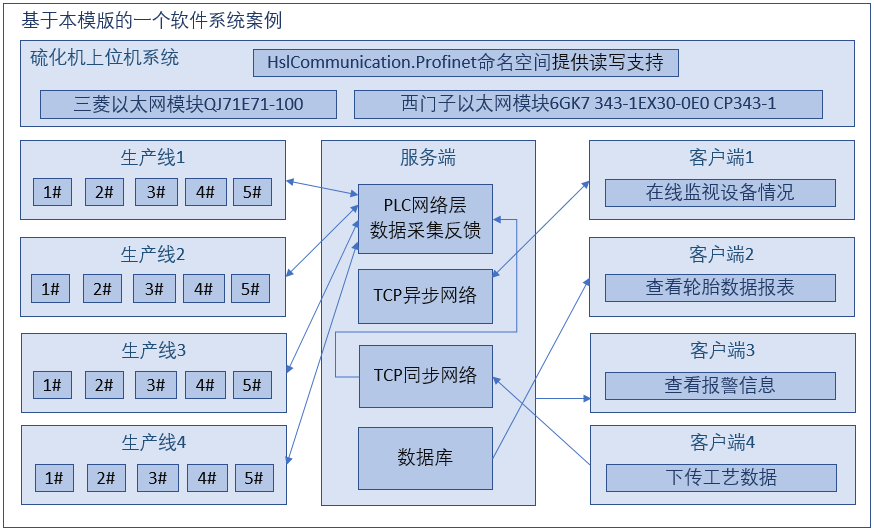 基于本模版的一个软件系统案例
硫化机上位机系统
HslCommunication.Profinet命名空间提供读写支持
三菱以太网模块QJ71E71-100
西门子以太网模块6GK7 343-1EX30-0E0 CP343-1
生产线1
1# 2# 3# 4# 5#
生产线2
1# 2# 3# 4# 5#
生产线3
1# 2# 3# 4# 5#
生产线4
1# 2# 3# 4# 5#
服务端
PLC网络层
数据采集反馈
TCP异步网络
TCP同步网络
数据库
客户端1
在线监视设备情况
客户端2
查看轮胎数据报表
客户端3
查看报警信息
客户端4
下传工艺数据